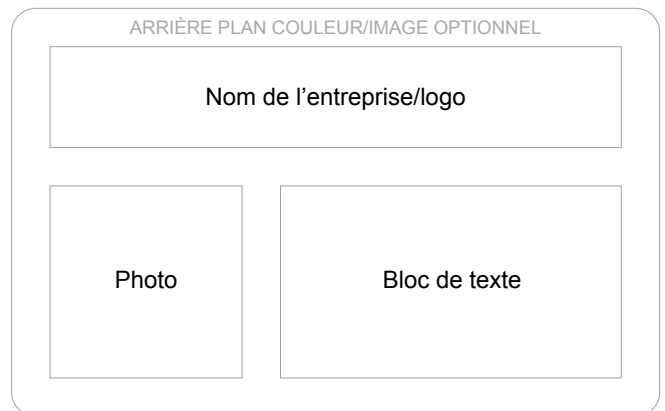 ARRIÈRE PLAN COULEUR/IMAGE OPTIONNEL
Nom de l’entreprise/logo
Photo
Bloc de texte